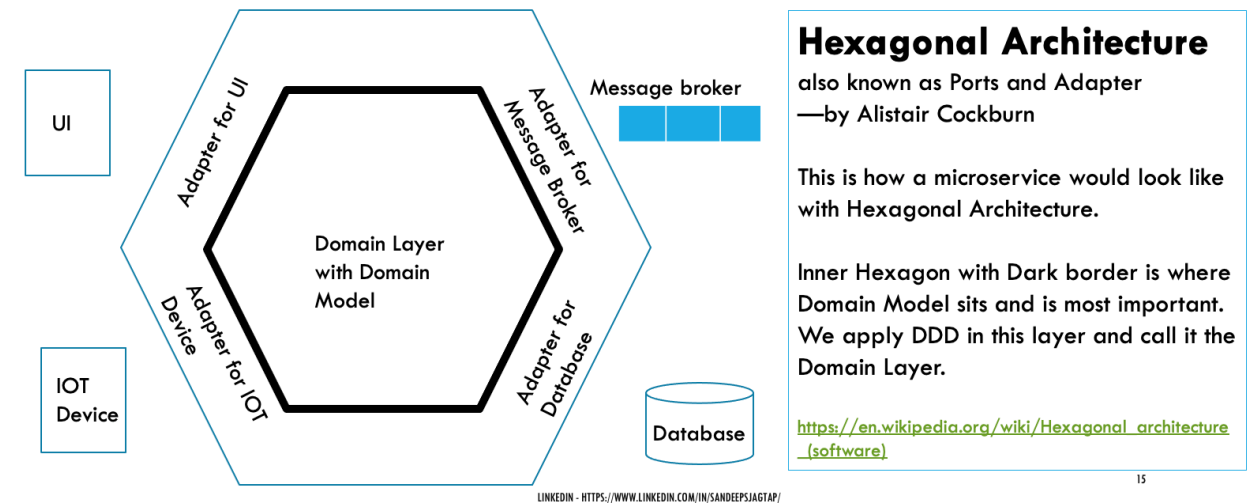 UI
Adapter for UI
Message broker
Adapter for
Message Broker
Domain Layer
with Domain
Model
Adapter for IOT
Device
IOT
Device
Adapter for
Database
Database
Hexagonal Architecture
also known as Ports and Adapter
—by Alistair Cockburn
This is how a microservice would look like
with Hexagonal Architecture.
Inner Hexagon with Dark border is where
Domain Model sits and is most important.
We apply DDD in this layer and call it the
Domain Layer.
https://en.wikipedia.org/wiki/Hexagonal_architecture
_(software)
15
LINKEDIN - HTTPS://WWW.LINKEDIN.COM/IN/SANDEEPSJAGTAP/